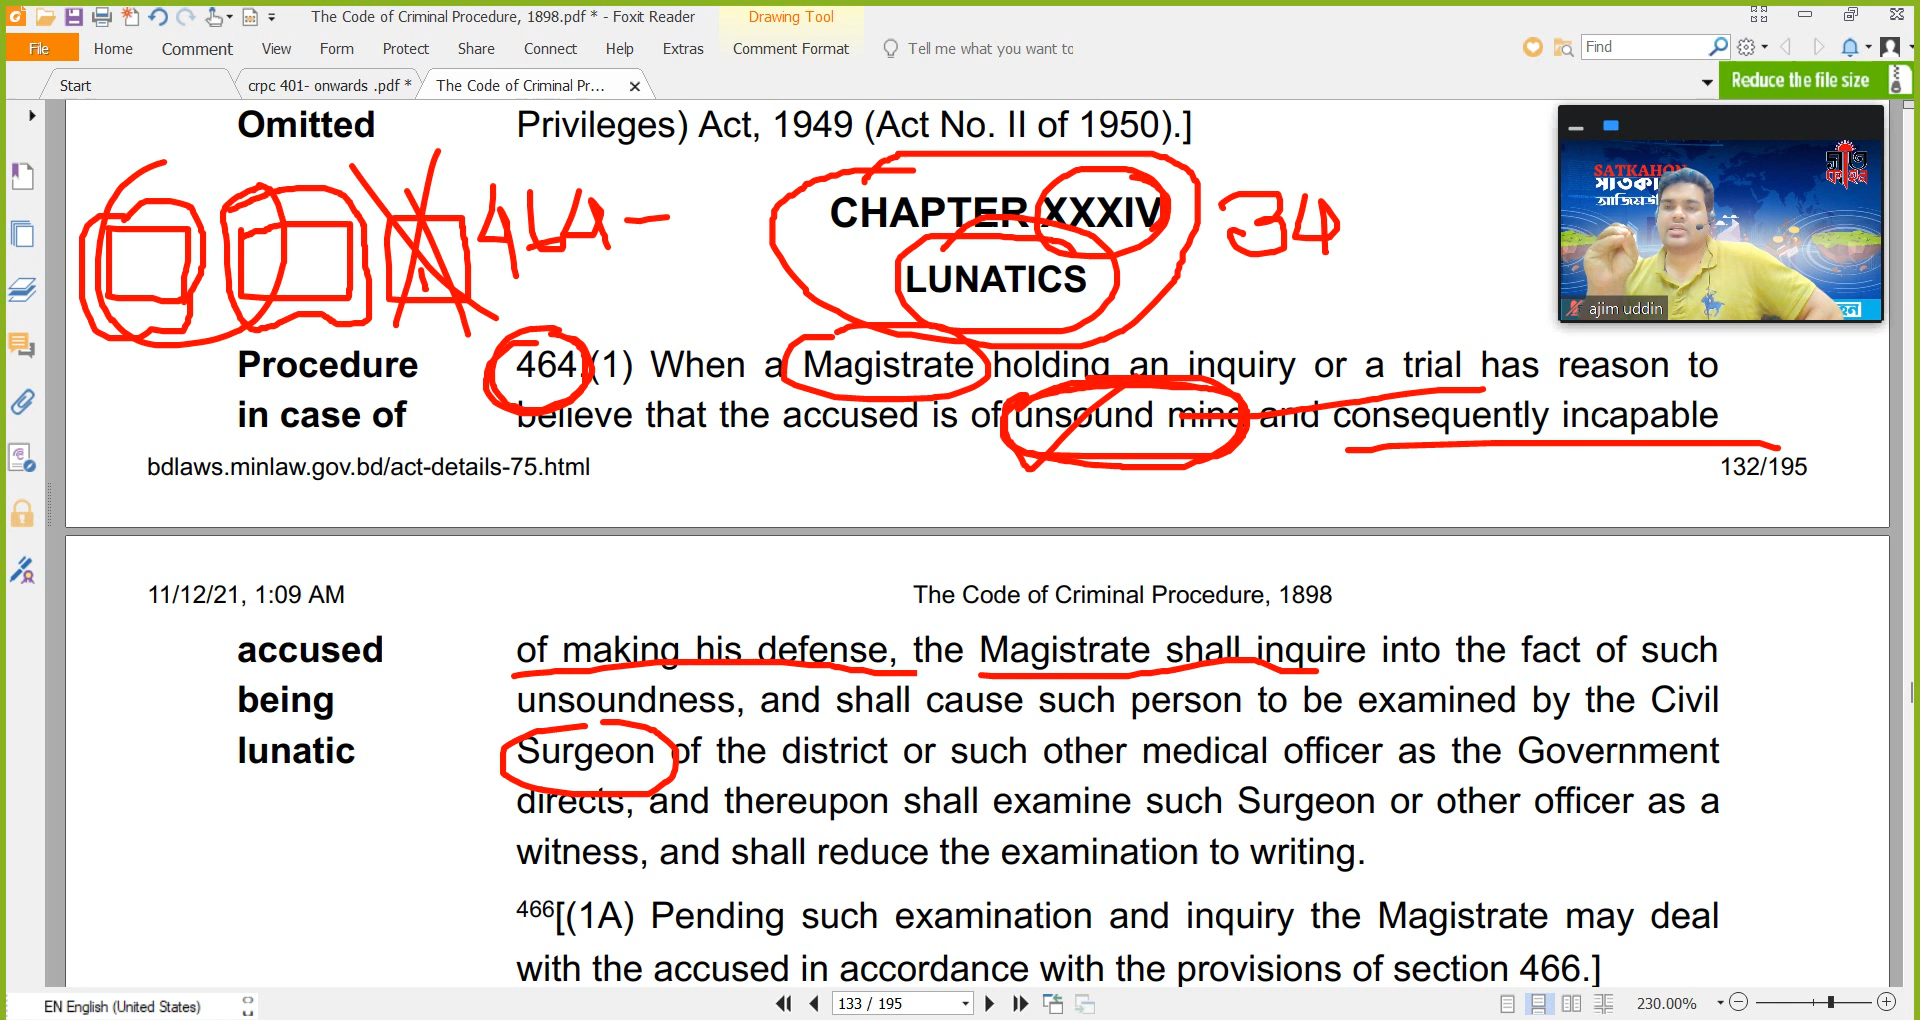 The Code of Criminal Procedure, 1898.pdf * - Foxit Reader
Drawing Tool
File Home Comment View Form Protect Share Connect Help Extras Comment Format Tell me what you want to
Find
Start
crpc 401- onwards .pdf *
The Code of Criminal Pr...
Reduce the file size
Omitted
Privileges) Act, 1949 (Act No. II of 1950).]
CHAPTER XXXIV
34
LUNATICS
SATKAHON
ajim uddin
Procedure
in case of
464.(1) When a Magistrate holding an inquiry or a trial has reason to
believe that the accused is of unsound mind and consequently incapable
bdlaws.minlaw.gov.bd/act-details-75.html
132/195
11/12/21, 1:09 AM
The Code of Criminal Procedure, 1898
accused
being
lunatic
of making his defense, the Magistrate shall inquire into the fact of such
unsoundness, and shall cause such person to be examined by the Civil
Surgeon of the district or such other medical officer as the Government
directs, and thereupon shall examine such Surgeon or other officer as a
witness, and shall reduce the examination to writing.
466[(1A) Pending such examination and inquiry the Magistrate may deal
with the accused in accordance with the provisions of section 466.]
EN English (United States)
133 / 195
230.00%